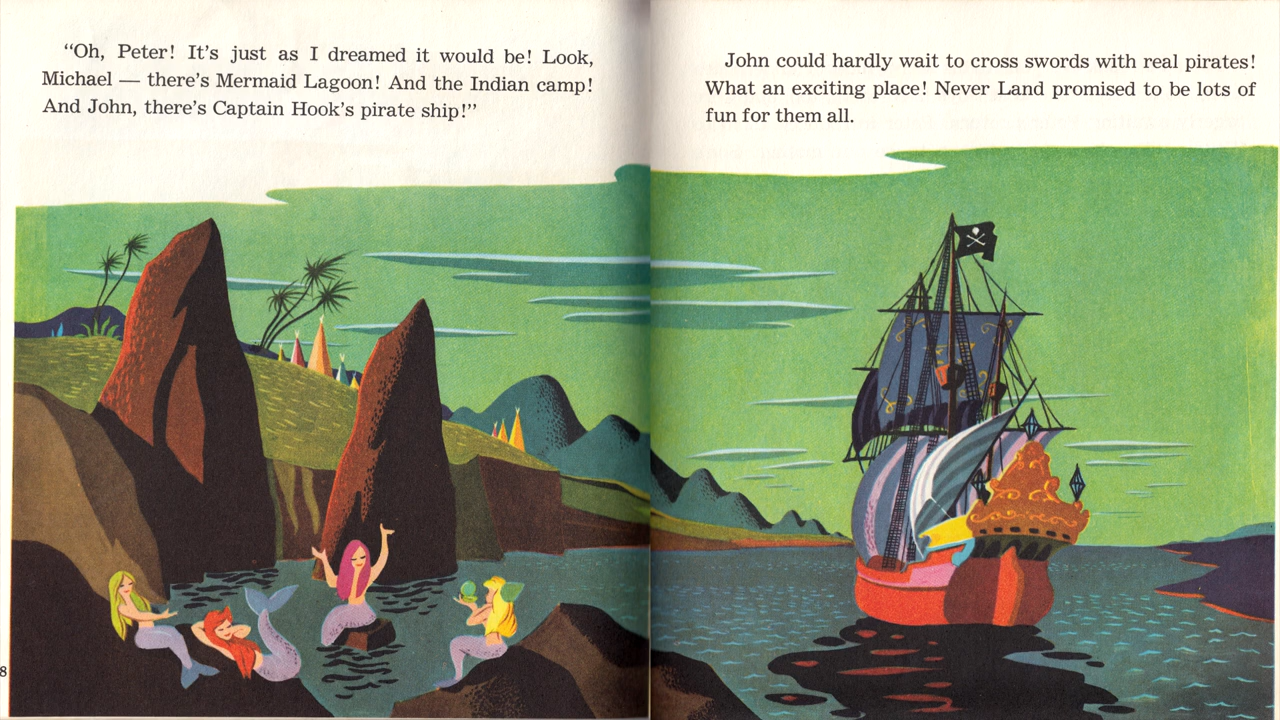 “Oh, Peter! It's just as I dreamed it would be! Look,
Michael — there's Mermaid Lagoon! And the Indian camp!
And John, there's Captain Hook's pirate ship!”
John could hardly wait to cross swords with real pirates!
What an exciting place! Never Land promised to be lots of
fun for them all.
8